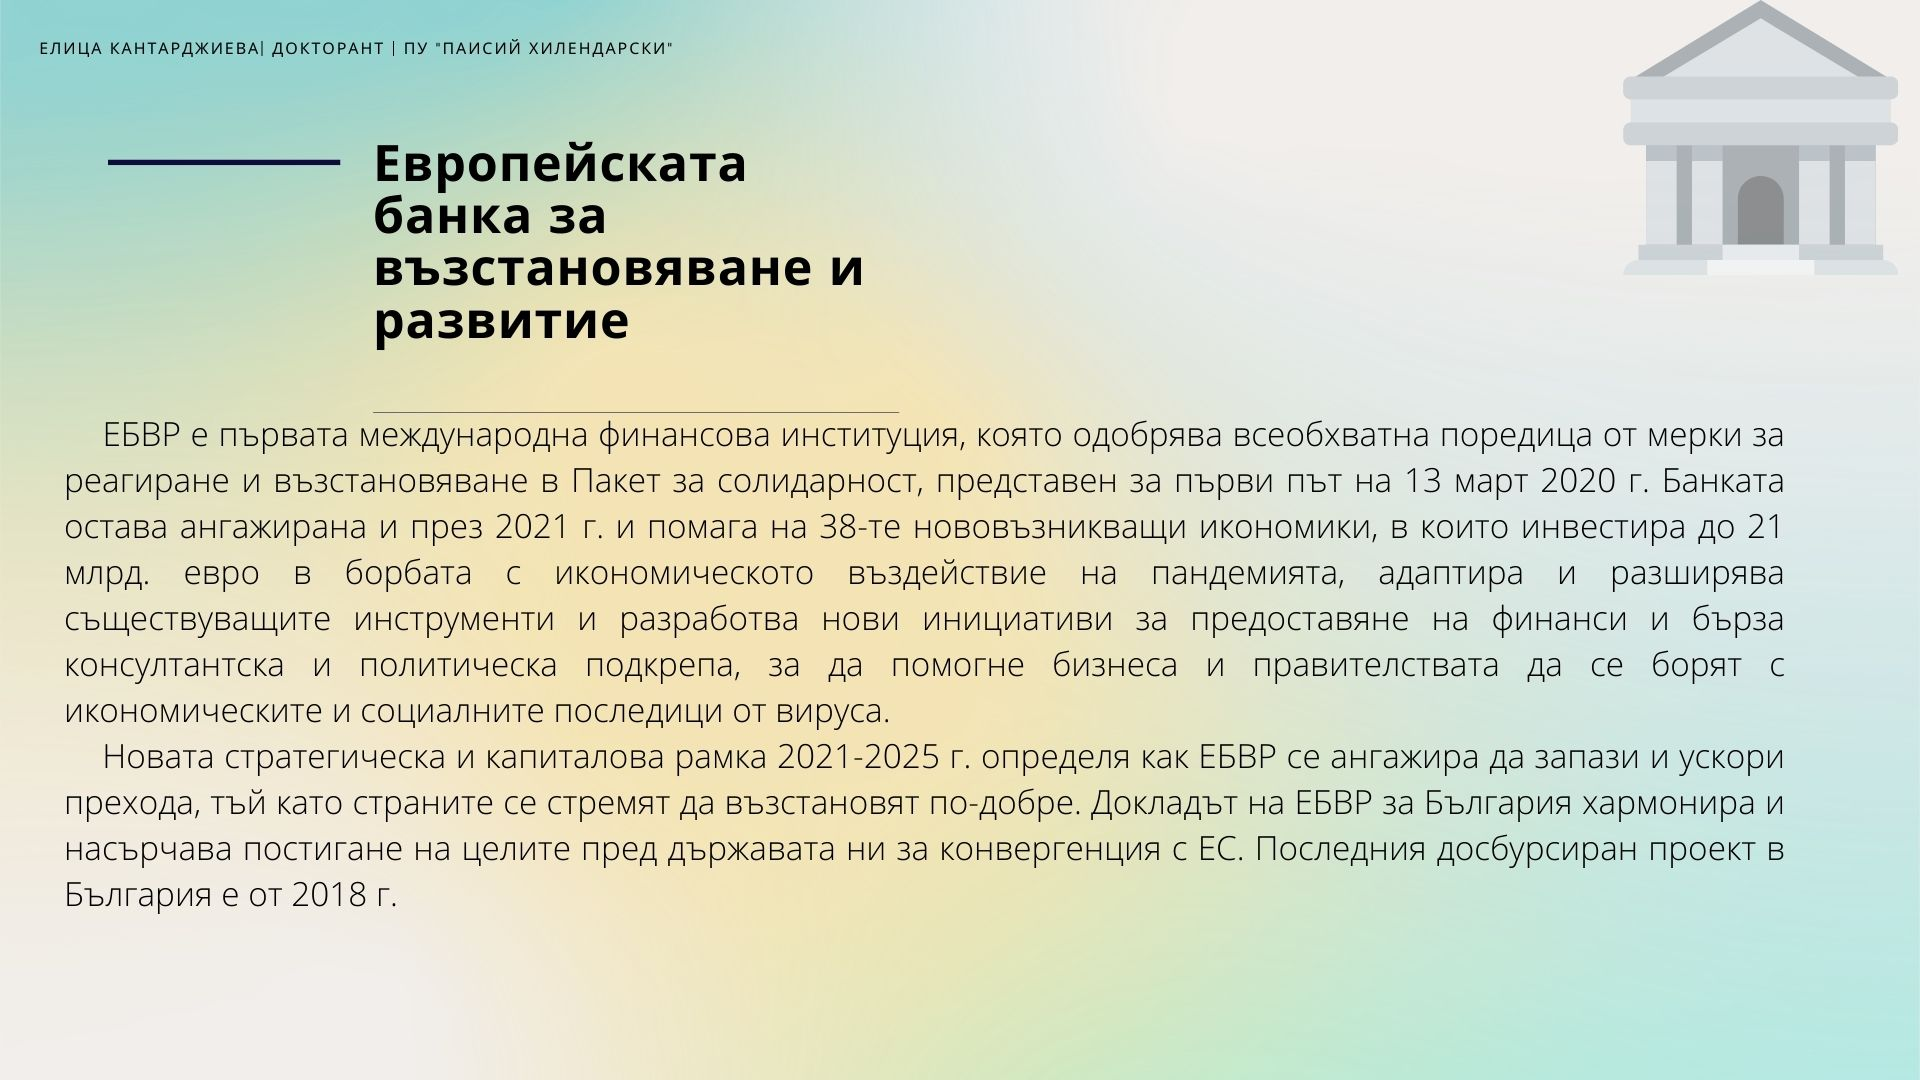 ЕЛИЦА КАНТАРДЖИЕВА| ДОКТОРАНТ | ПУ "ПАИСИЙ ХИЛЕНДАРСКИ"
Европейската
банка за
възстановяване и
развитие
ЕБВР е първата международна финансова институция, която одобрява всеобхватна поредица от мерки за
реагиране и възстановяване в Пакет за солидарност, представен за първи път на 13 март 2020 г. Банката
остава ангажирана и през 2021 г. и помага на 38-те нововъзникващи икономики, в които инвестира до 21
млрд. евро в борбата с икономическото въздействие на пандемията, адаптира и разширява
съществуващите инструменти и разработва нови инициативи за предоставяне на финанси и бърза
консултантска и политическа подкрепа, за да помогне бизнеса и правителствата да се борят с
икономическите и социалните последици от вируса.
Новата стратегическа и капиталова рамка 2021-2025 г. определя как ЕБВР се ангажира да запази и ускори
прехода, тъй като страните се стремят да възстановят по-добре. Докладът на ЕБВР за България хармонира и
насърчава постигане на целите пред държавата ни за конвергенция с ЕС. Последния досбурсиран проект в
България е от 2018 г.